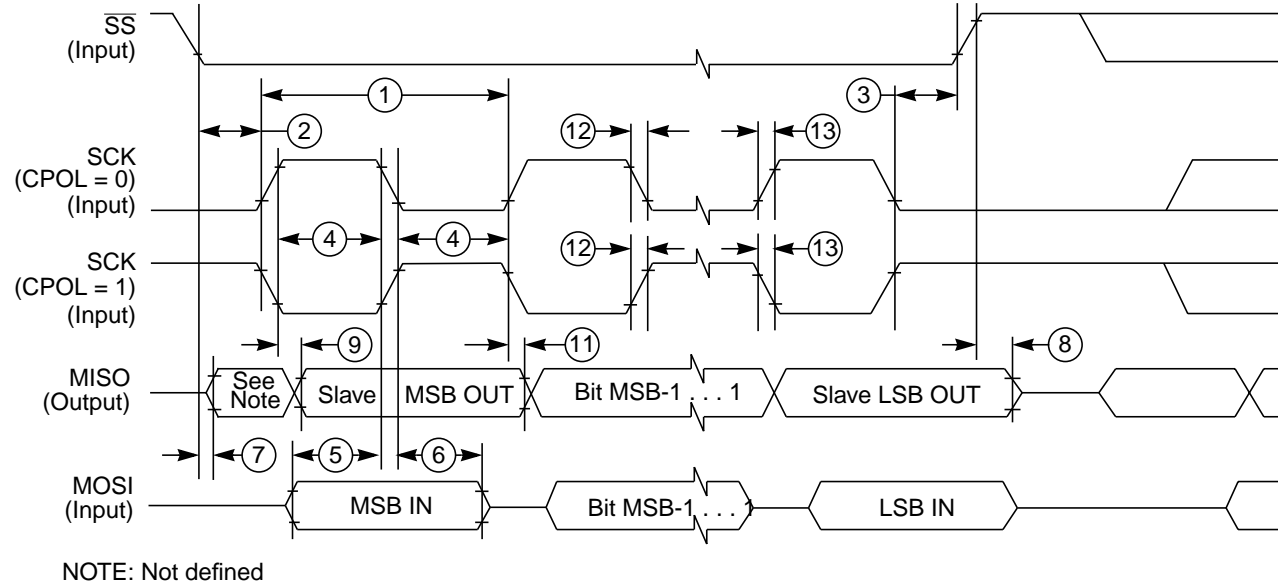 SS
(Input)
1
3
2
12
13
SCK
(CPOL = 0)
(Input)
4
4
12
13
SCK
(CPOL = 1)
(Input)
9
11
8
MISO
(Output)
See
Note
Slave
MSB OUT
Bit MSB-1 . . . 1
Slave LSB OUT
7
5
6
MOSI
(Input)
MSB IN
Bit MSB-1 . . . 1
LSB IN
NOTE: Not defined